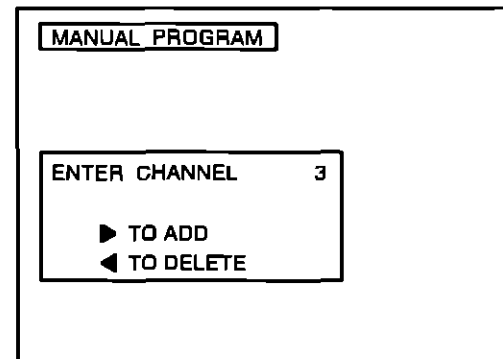 MANUAL PROGRAM
ENTER CHANNEL 3
▶ TO ADD
◀ TO DELETE